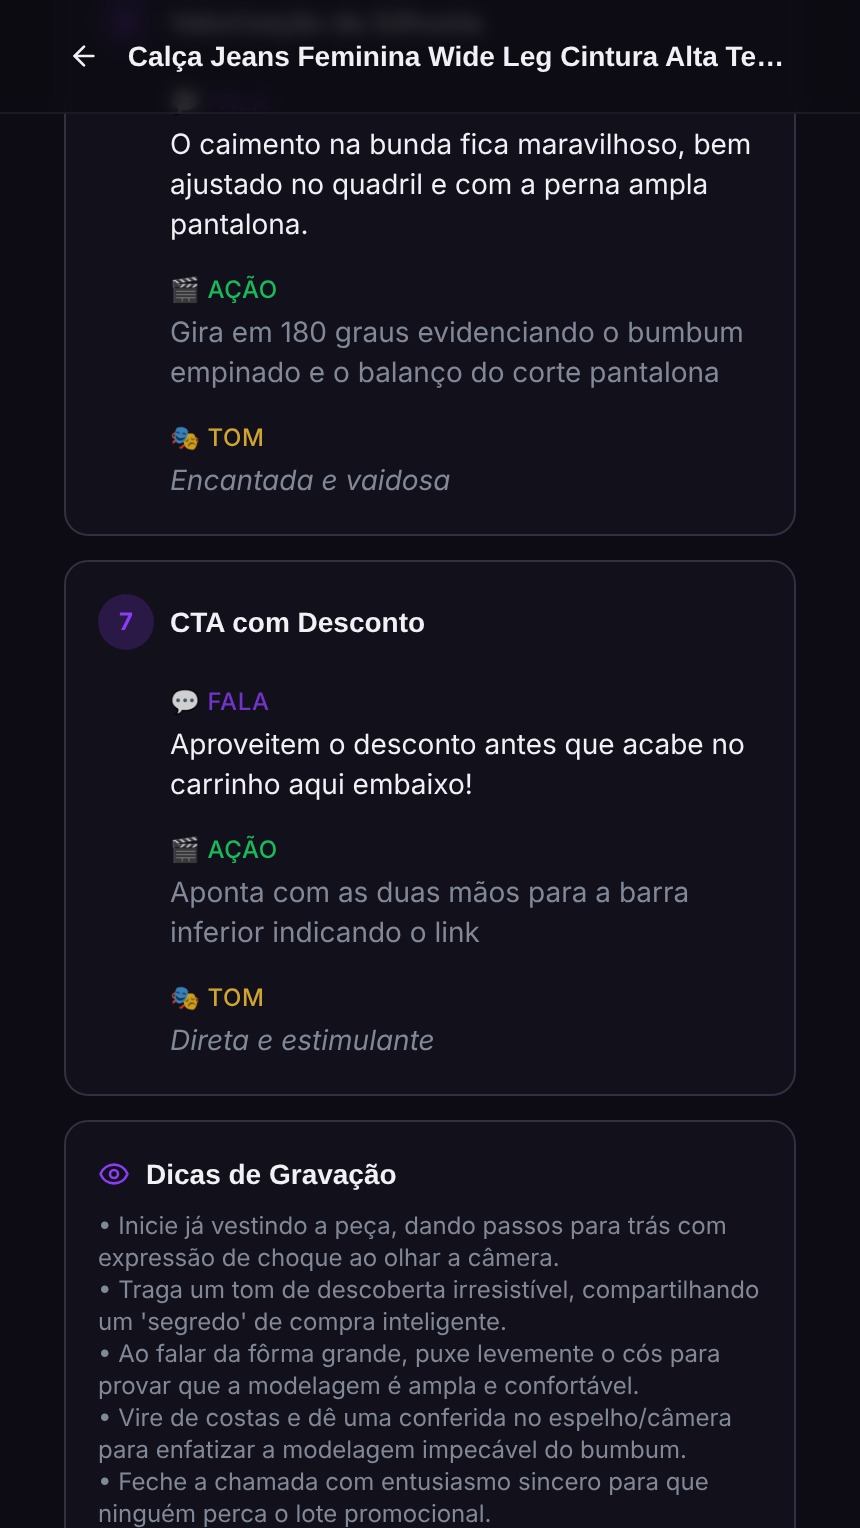 Calça Jeans Feminina Wide Leg Cintura Alta Te...
O caimento na bunda fica maravilhoso, bem
ajustado no quadril e com a perna ampla
pantalona.
🎬 AÇÃO
Gira em 180 graus evidenciando o bumbum
empinado e o balanço do corte pantalona
🎭 TOM
Encantada e vaidosa
7
CTA com Desconto
💬 FALA
Aproveitem o desconto antes que acabe no
carrinho aqui embaixo!
🎬 AÇÃO
Aponta com as duas mãos para a barra
inferior indicando o link
🎭 TOM
Direta e estimulante
Dicas de Gravação
• Inicie já vestindo a peça, dando passos para trás com
expressão de choque ao olhar a câmera.
• Traga um tom de descoberta irresistível, compartilhando
um 'segredo' de compra inteligente.
• Ao falar da fôrma grande, puxe levemente o cós para
provar que a modelagem é ampla e confortável.
• Vire de costas e dê uma conferida no espelho/câmera
para enfatizar a modelagem impecável do bumbum.
• Feche a chamada com entusiasmo sincero para que
ninguém perca o lote promocional.